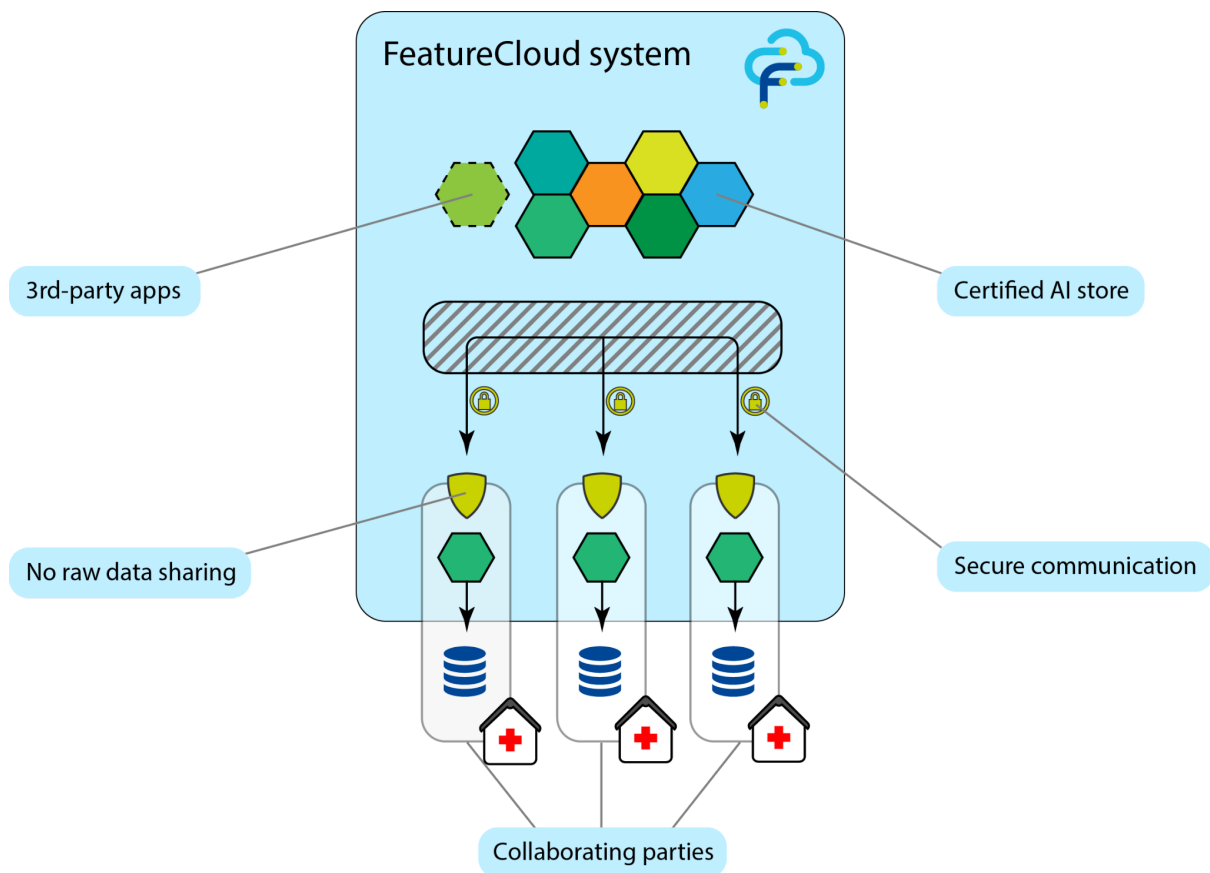 FeatureCloud system
3rd-party apps
Certified AI store
No raw data sharing
Secure communication
Collaborating parties